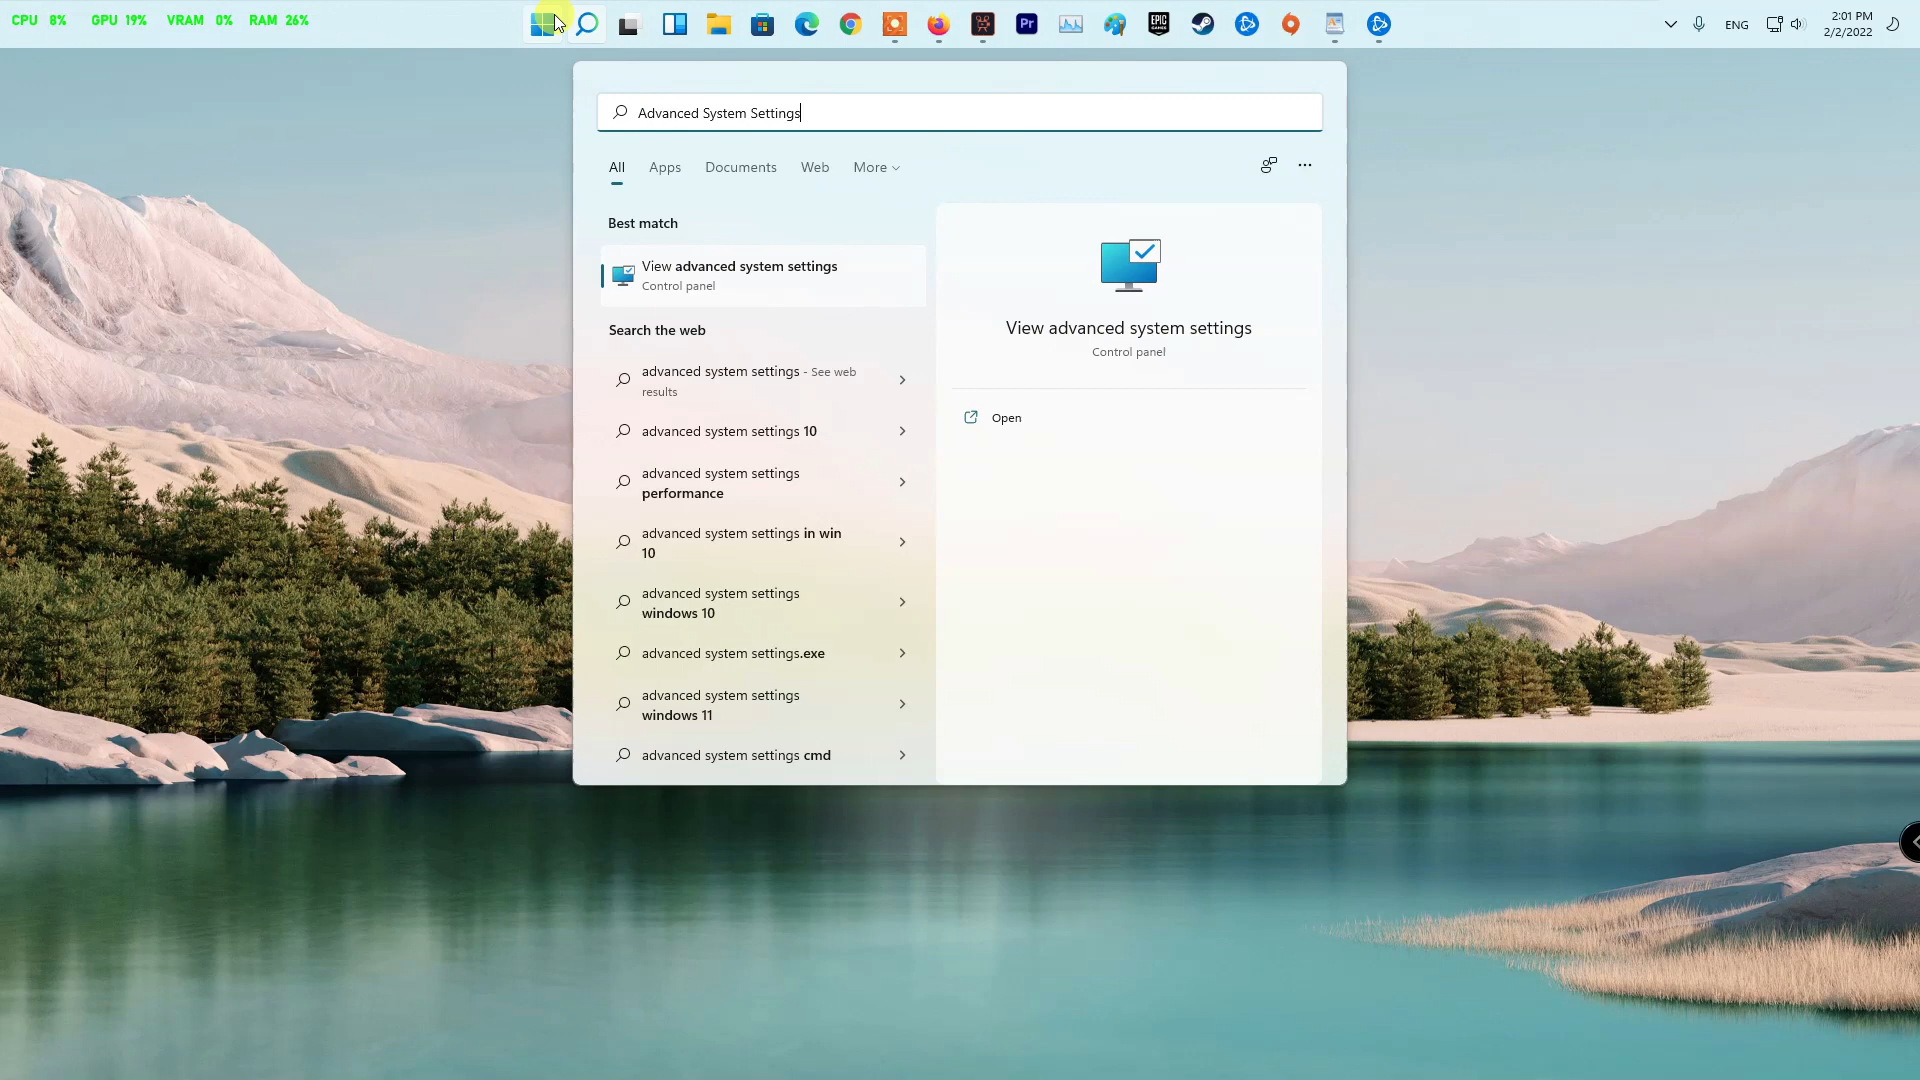 CPU 8% GPU 19% VRAM 0% RAM 26%
Pr
EPIC
GAMES
ENG
2:01 PM
2/2/2022
Advanced System Settings
All Apps Documents Web More
Best match
View advanced system settings
Control panel
Search the web
advanced system settings - See web
results
advanced system settings 10
advanced system settings
performance
advanced system settings in win
10
advanced system settings
windows 10
advanced system settings.exe
advanced system settings
windows 11
advanced system settings cmd
View advanced system settings
Control panel
Open